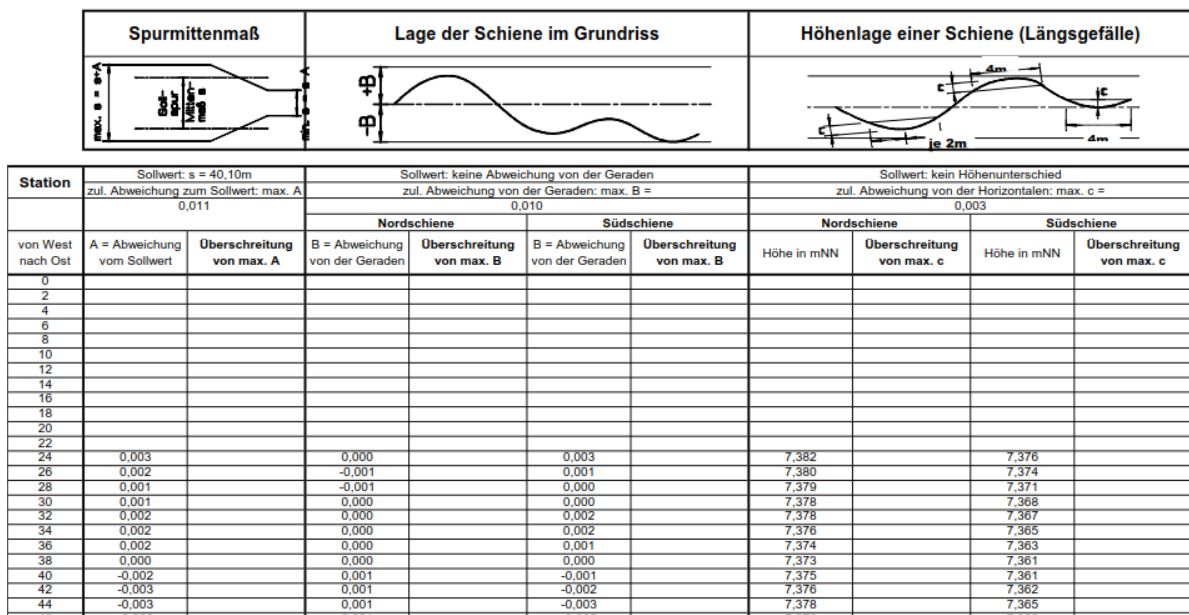 Spurmittenmaß Lage der Schiene im Grundriss Höhenlage einer Schiene (Längsgefälle)
max. s = s+A
Soll-
spur
Mitten-
maß s
min. s = s - A
+B
-B
4m
c
c
c
je 2m
4m
Station Sollwert: s = 40,10m Sollwert: keine Abweichung von der Geraden Sollwert: kein Höhenunterschied
zul. Abweichung zum Sollwert: max. A zul. Abweichung von der Geraden: max. B = zul. Abweichung von der Horizontalen: max. c =
0,011 0,010 0,003
Nordschiene Südschiene Nordschiene Südschiene
von West A = Abweichung Überschreitung B = Abweichung Überschreitung B = Abweichung Überschreitung Höhe in mNN Überschreitung Höhe in mNN Überschreitung
nach Ost vom Sollwert von max. A von der Geraden von max. B von der Geraden von max. B von max. c von max. c
0
2
4
6
8
10
12
14
16
18
20
22
24 0,003 0,000 0,003 7,382 7,376
26 0,002 -0,001 0,001 7,380 7,374
28 0,001 -0,001 0,000 7,379 7,371
30 0,001 0,000 0,000 7,378 7,368
32 0,002 0,000 0,002 7,378 7,367
34 0,002 0,000 0,002 7,376 7,365
36 0,002 0,000 0,001 7,374 7,363
38 0,000 0,000 0,000 7,373 7,361
40 -0,002 0,001 -0,001 7,375 7,361
42 -0,003 0,001 -0,002 7,376 7,362
44 -0,003 0,001 -0,003 7,378 7,365